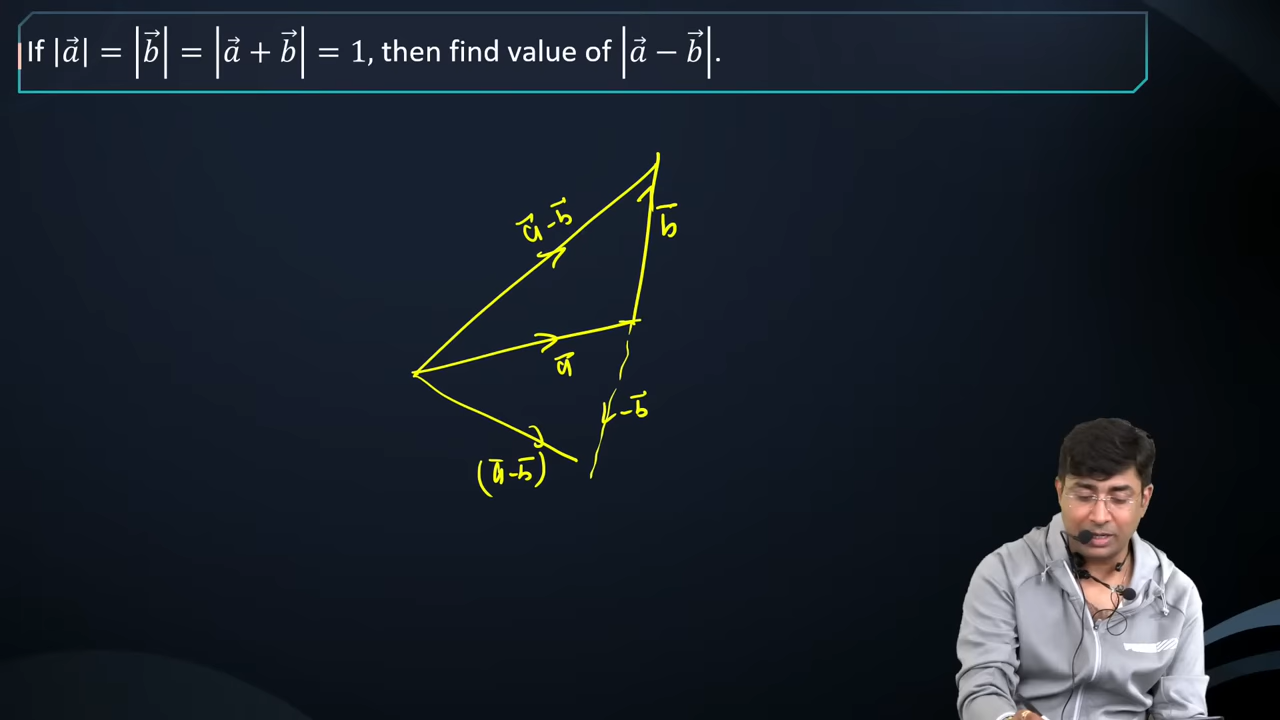 If |a⃗| = |b⃗| = |a⃗ + b⃗| = 1, then find value of |a⃗ − b⃗|.
a⃗ - b⃗
b⃗
a⃗
-b⃗
(a⃗ - b⃗)